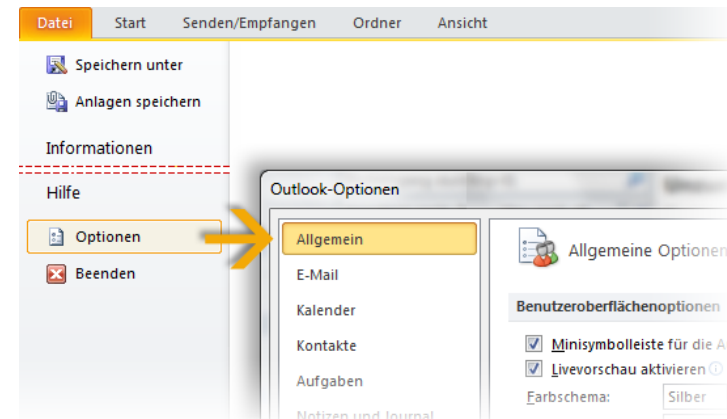 Datei Start Senden/Empfangen Ordner Ansicht
Speichern unter
Anlagen speichern
Informationen
Hilfe
Optionen
Beenden
Outlook-Optionen
Allgemein
E-Mail
Kalender
Kontakte
Aufgaben
Notizen und Journal
Allgemeine Optionen
Benutzeroberflächenoptionen
Minisymbolleiste für die A
Livevorschau aktivieren
Farbschema: Silber